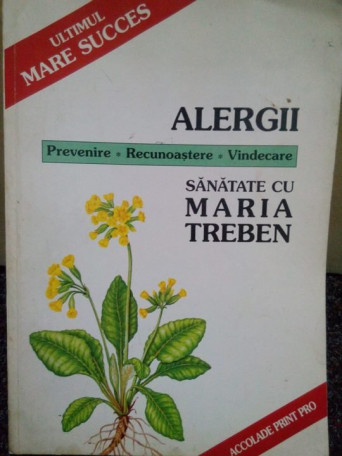 ULTIMUL
MARE SUCCES
ALERGII
Prevenire • Recunoaștere • Vindecare
SĂNĂTATE CU
MARIA
TREBEN
ACCOLADE PRINT PRO